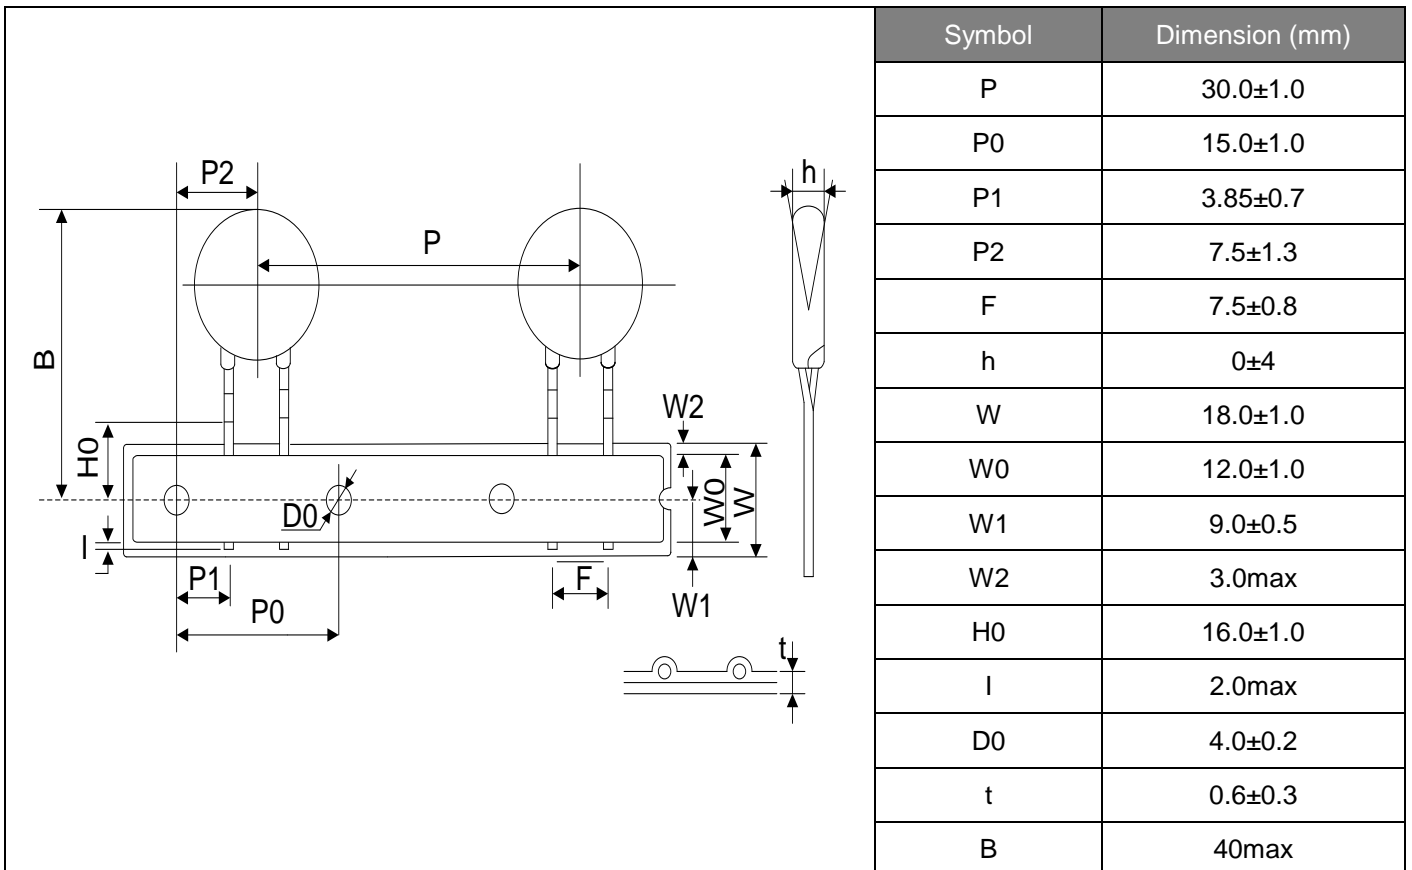 Symbol Dimension (mm)
P 30.0±1.0
P0 15.0±1.0
P1 3.85±0.7
P2 7.5±1.3
F 7.5±0.8
h 0±4
W 18.0±1.0
W0 12.0±1.0
W1 9.0±0.5
W2 3.0max
H0 16.0±1.0
l 2.0max
D0 4.0±0.2
t 0.6±0.3
B 40max
P2
h
P
B
W2
H0
W0
W
D0
l
P1
F
P0
W1
t